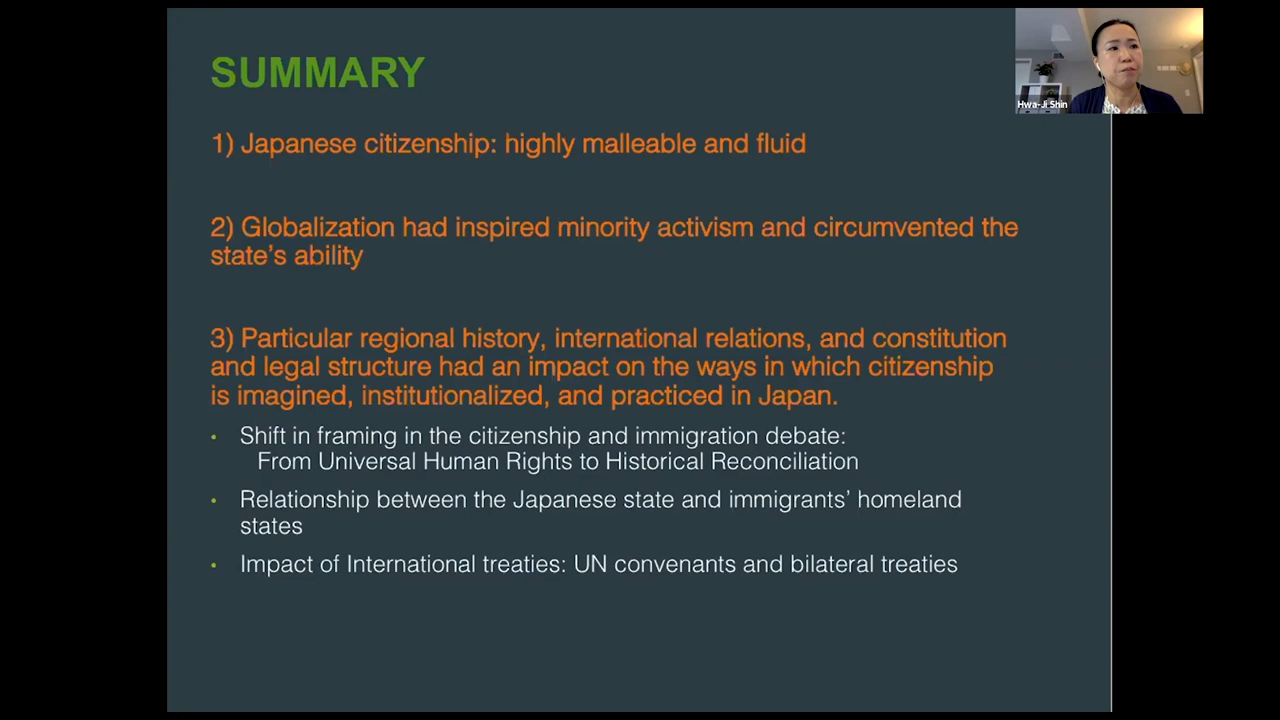 SUMMARY
Hwa-Ji Shin
1) Japanese citizenship: highly malleable and fluid
2) Globalization had inspired minority activism and circumvented the
state’s ability
3) Particular regional history, international relations, and constitution
and legal structure had an impact on the ways in which citizenship
is imagined, institutionalized, and practiced in Japan.
• Shift in framing in the citizenship and immigration debate:
From Universal Human Rights to Historical Reconciliation
• Relationship between the Japanese state and immigrants’ homeland
states
• Impact of International treaties: UN convenants and bilateral treaties